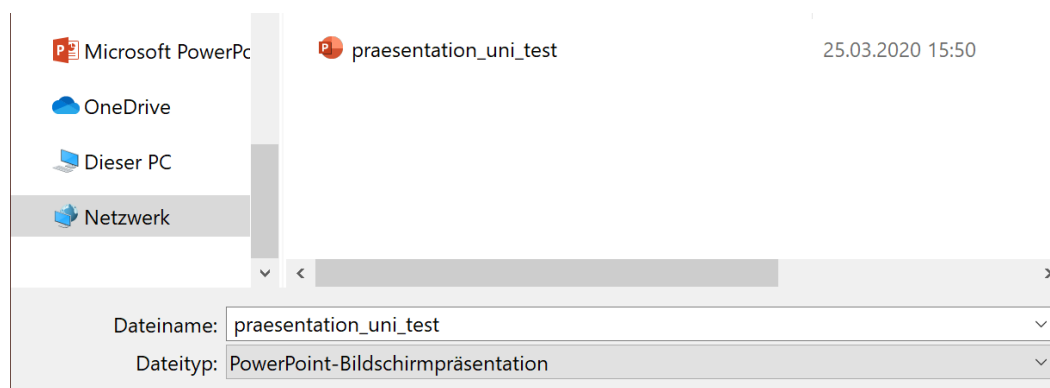 Microsoft PowerPo
praesentation_uni_test 25.03.2020 15:50
OneDrive
Dieser PC
Netzwerk
Dateiname: praesentation_uni_test
Dateityp: PowerPoint-Bildschirmpräsentation